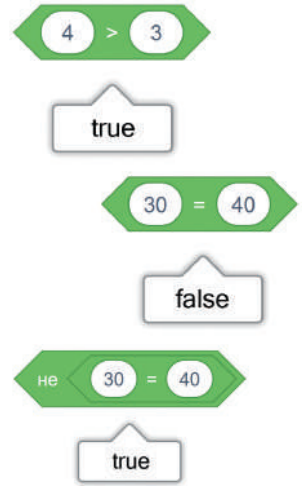 4 > 3
true
30 = 40
false
не 30 = 40
true